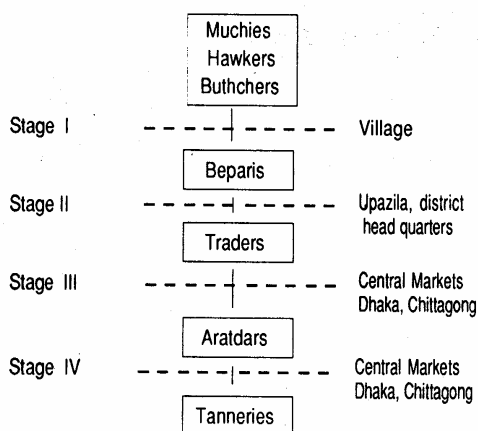 Muchies
Hawkers
Buthchers
Stage I
Village
Beparis
Stage II
Upazila, district
head quarters
Traders
Stage III
Central Markets
Dhaka, Chittagong
Aratdars
Stage IV
Central Markets
Dhaka, Chittagong
Tanneries